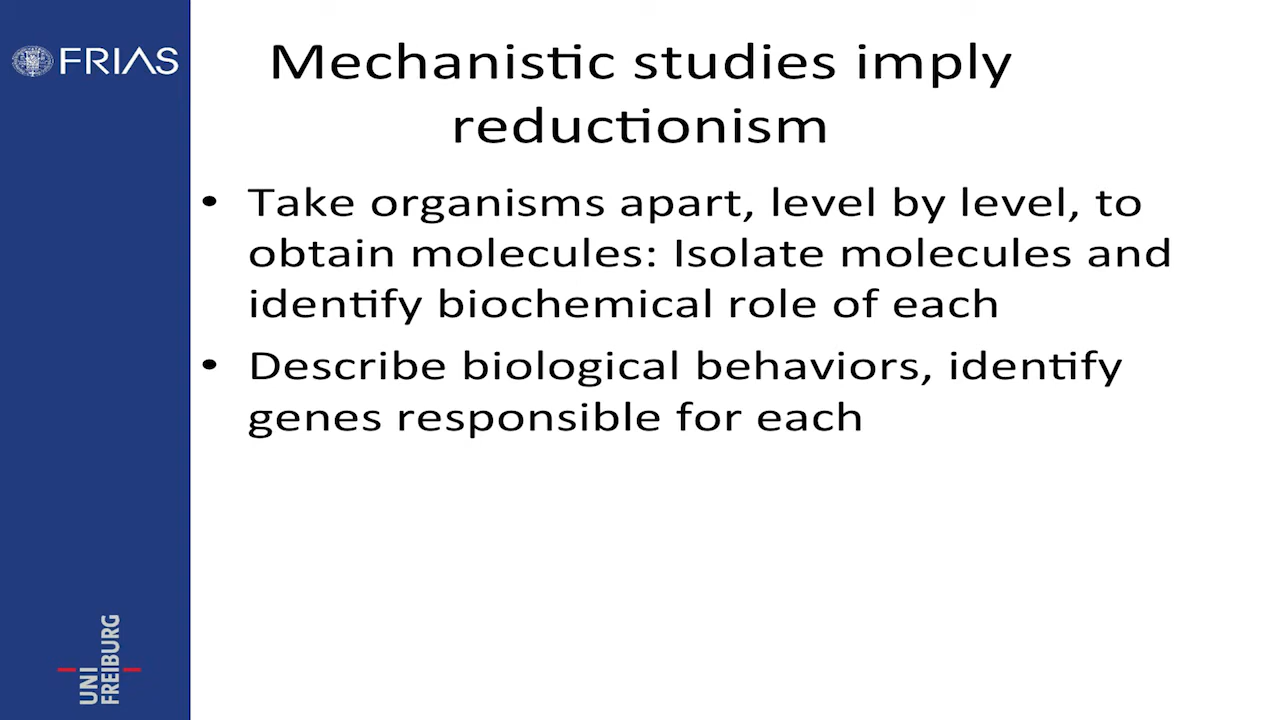 FRIAS
Mechanistic studies imply
reductionism
• Take organisms apart, level by level, to
obtain molecules: Isolate molecules and
identify biochemical role of each
• Describe biological behaviors, identify
genes responsible for each
UNI
FREIBURG